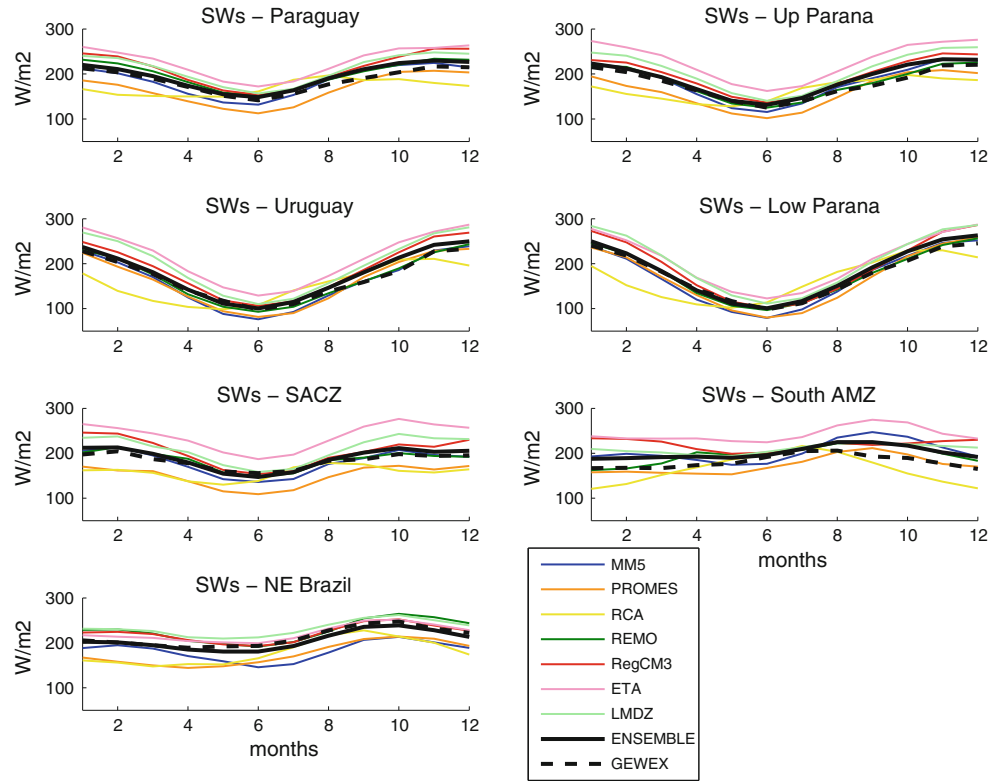 SWs − Paraguay
300
200
100
W/m2
2 4 6 8 10 12
SWs − Up Parana
300
200
100
W/m2
2 4 6 8 10 12
SWs − Uruguay
300
200
100
W/m2
2 4 6 8 10 12
SWs − Low Parana
300
200
100
W/m2
2 4 6 8 10 12
SWs − SACZ
300
200
100
W/m2
2 4 6 8 10 12
SWs − South AMZ
300
200
100
W/m2
2 4 6 8 10 12
months
SWs − NE Brazil
300
200
100
W/m2
2 4 6 8 10 12
months
MM5
PROMES
RCA
REMO
RegCM3
ETA
LMDZ
ENSEMBLE
GEWEX